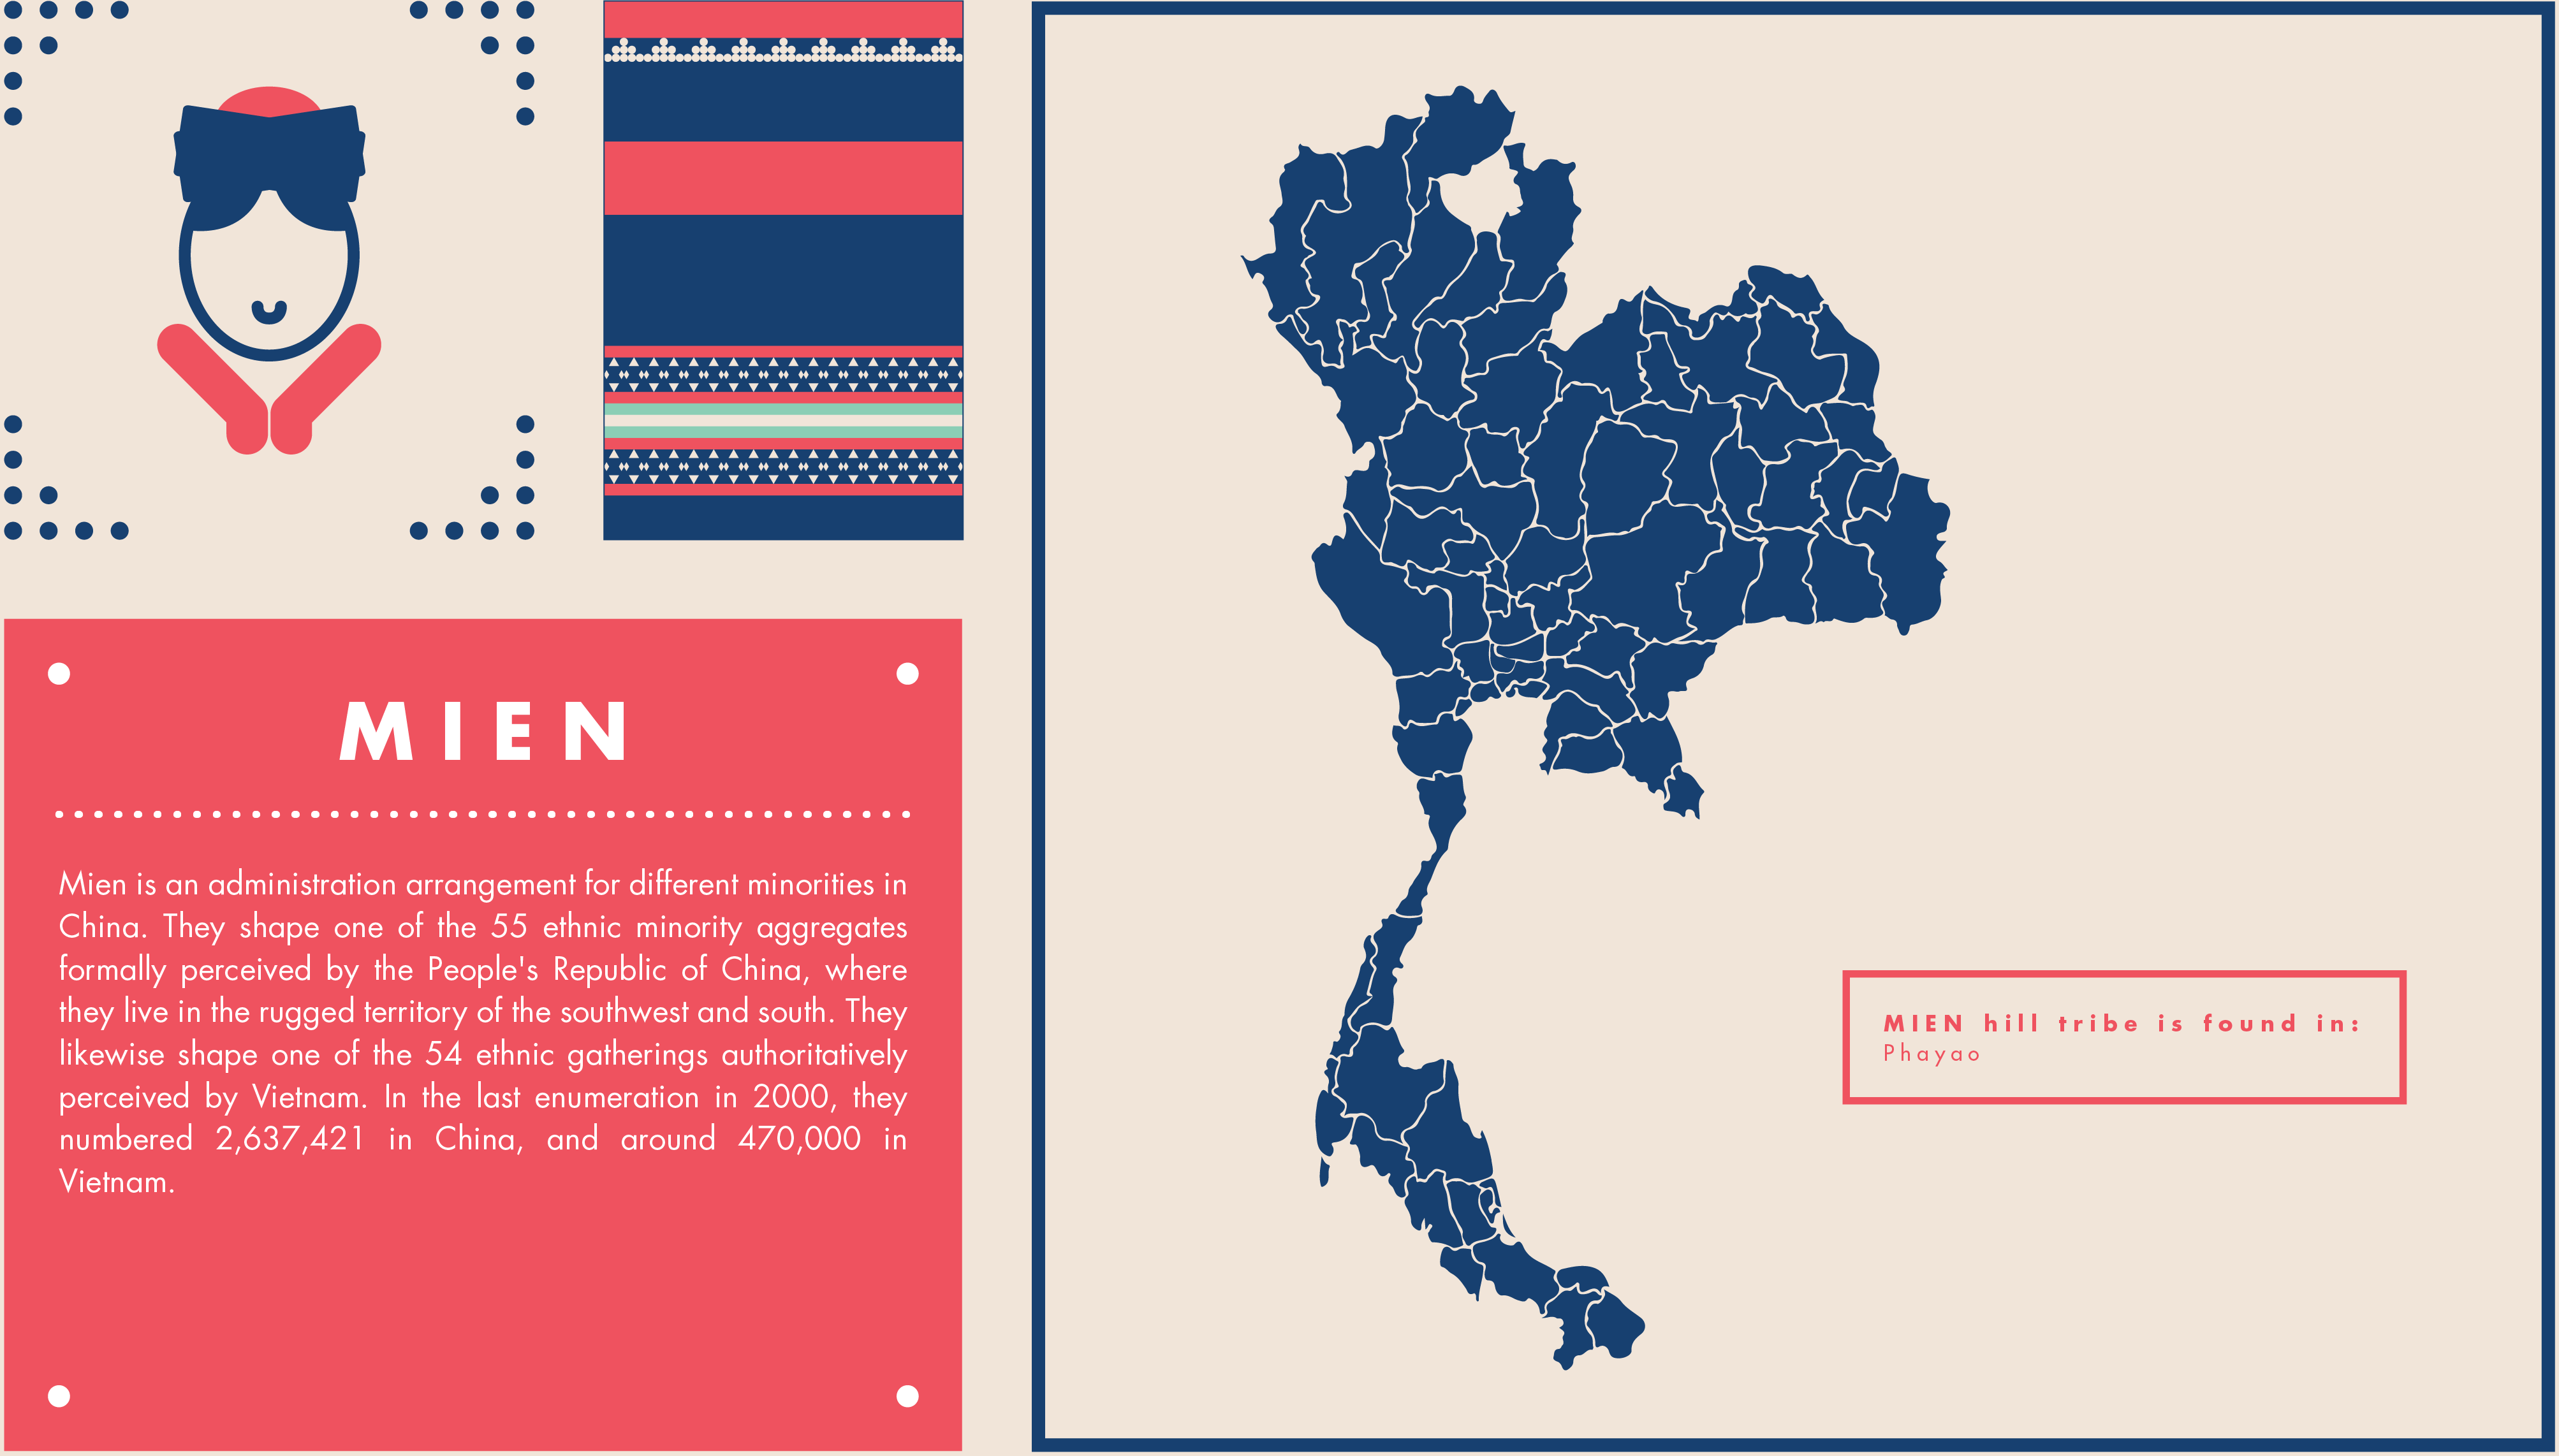 MIEN
Mien is an administration arrangement for different minorities in
China. They shape one of the 55 ethnic minority aggregates
formally perceived by the People's Republic of China, where
they live in the rugged territory of the southwest and south. They
likewise shape one of the 54 ethnic gatherings authoritatively
perceived by Vietnam. In the last enumeration in 2000, they
numbered 2,637,421 in China, and around 470,000 in
Vietnam.
MIEN hill tribe is found in:
Phayao